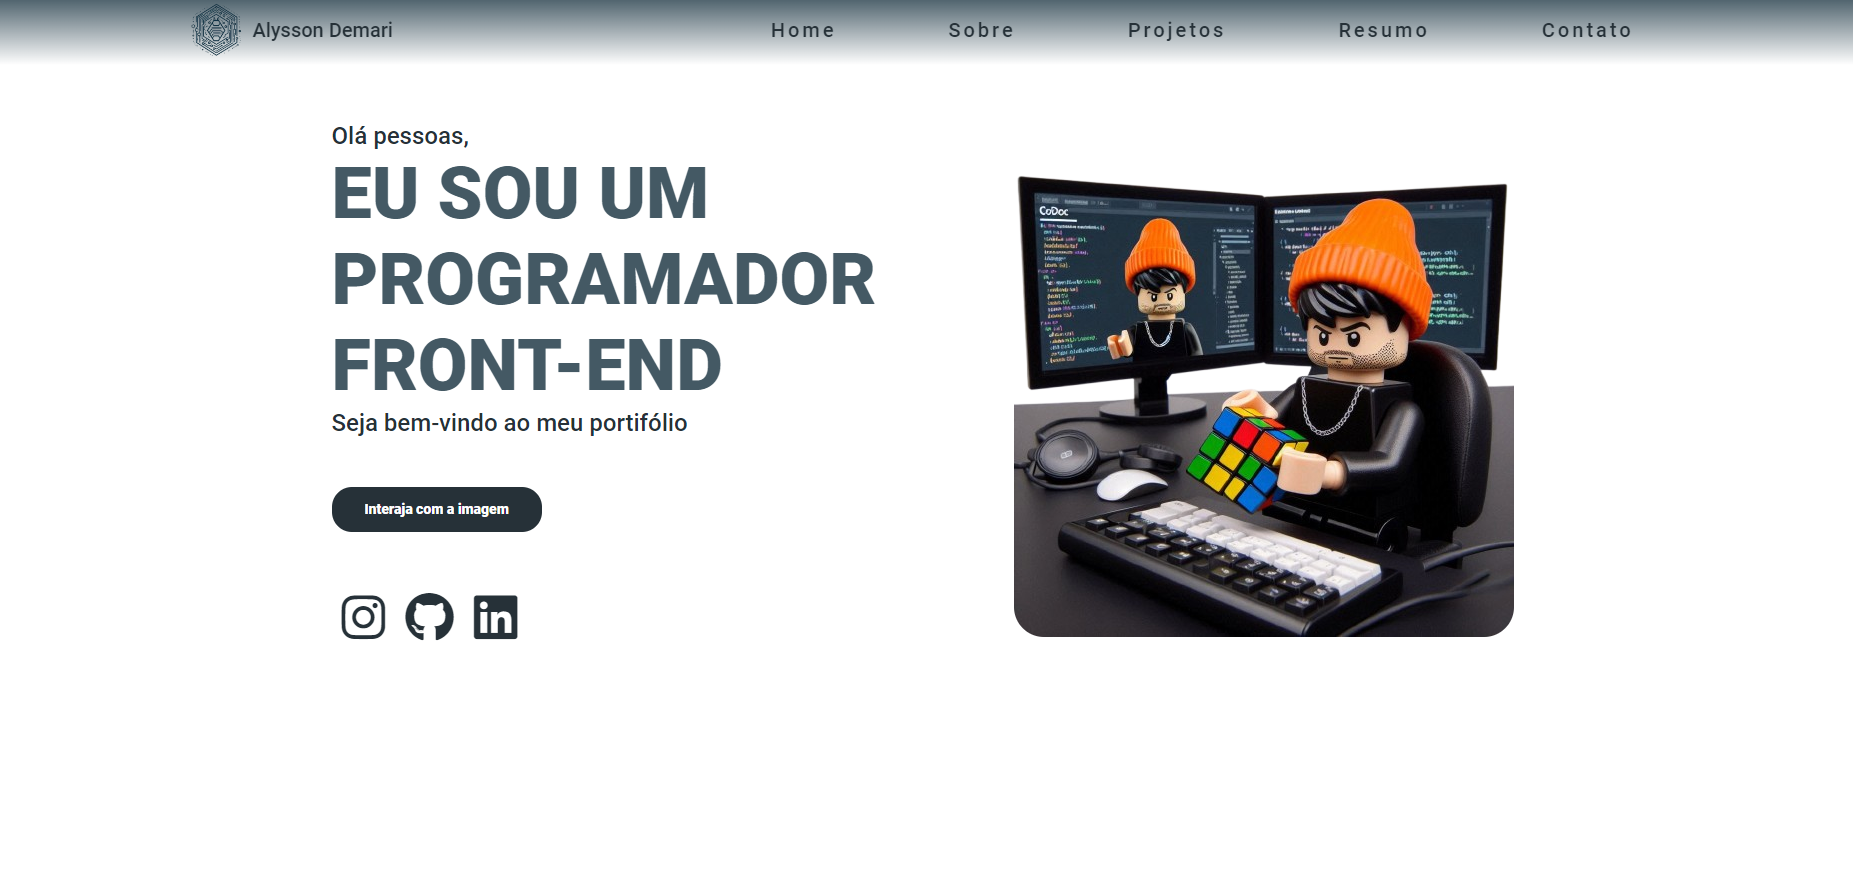 Alysson Demari
Home Sobre Projetos Resumo Contato
Olá pessoas,
EU SOU UM
PROGRAMADOR
FRONT-END
Seja bem-vindo ao meu portifólio
Interaja com a imagem
CoDoc